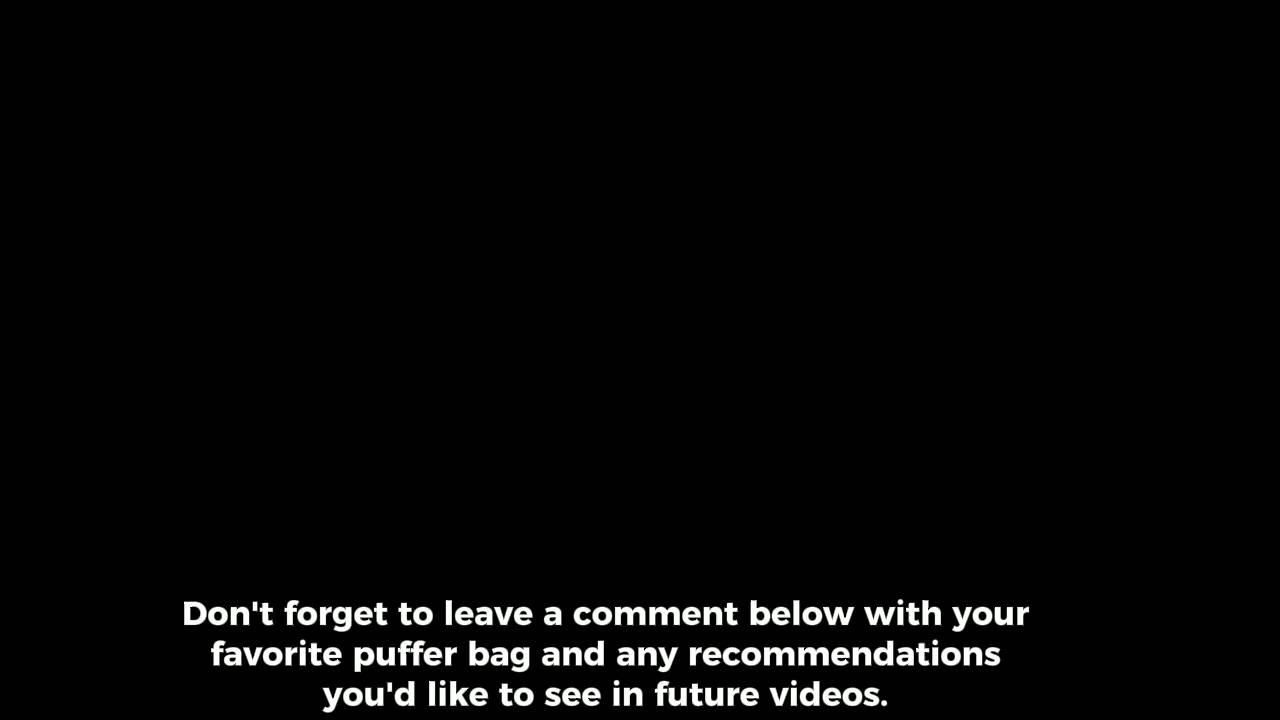 Don't forget to leave a comment below with your
favorite puffer bag and any recommendations
you'd like to see in future videos.